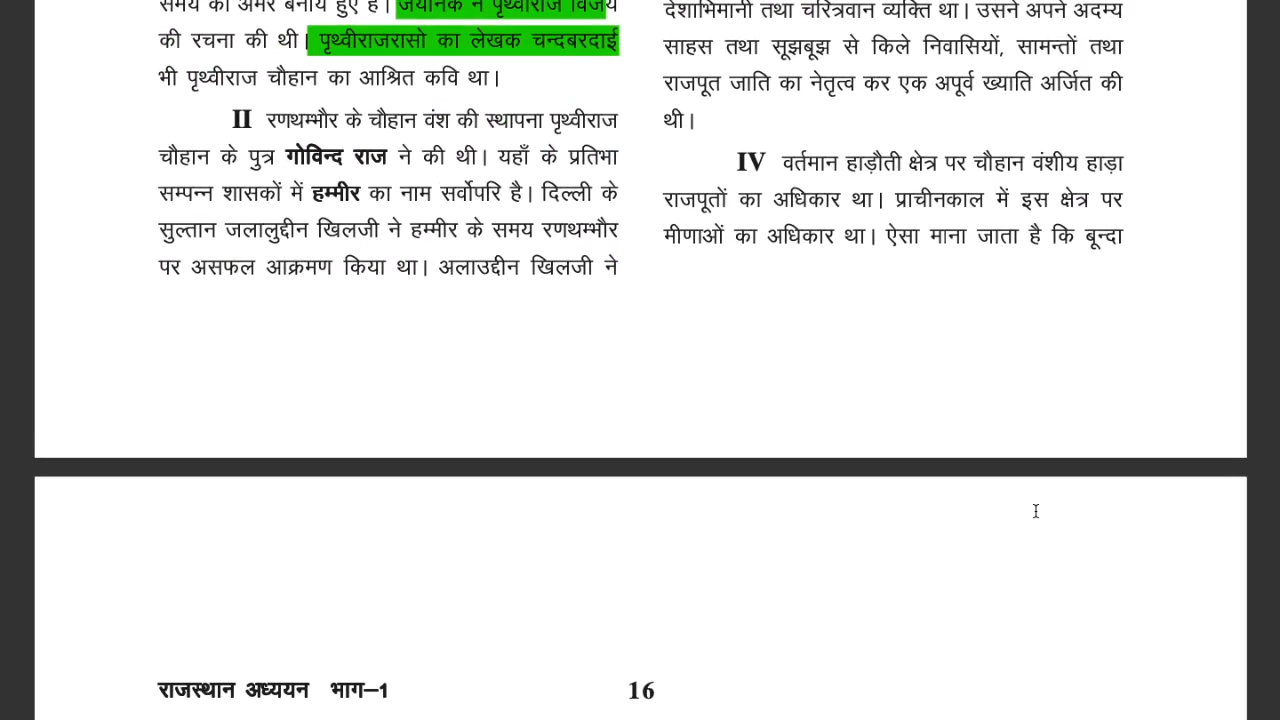 समय को अमर बनाये हुए है। जयानक ने पृथ्वीराज विजय
की रचना की थी। पृथ्वीराजरासो का लेखक चन्दबरदाई
भी पृथ्वीराज चौहान का आश्रित कवि था।
II रणथम्भौर के चौहान वंश की स्थापना पृथ्वीराज
चौहान के पुत्र गोविन्द राज ने की थी। यहाँ के प्रतिभा
सम्पन्न शासकों में हम्मीर का नाम सर्वोपरि है। दिल्ली के
सुल्तान जलालुद्दीन खिलजी ने हम्मीर के समय रणथम्भौर
पर असफल आक्रमण किया था। अलाउद्दीन खिलजी ने
देशाभिमानी तथा चरित्रवान व्यक्ति था। उसने अपने अदम्य
साहस तथा सूझबूझ से किले निवासियों, सामन्तों तथा
राजपूत जाति का नेतृत्व कर एक अपूर्व ख्याति अर्जित की
थी।
IV वर्तमान हाड़ौती क्षेत्र पर चौहान वंशीय हाड़ा
राजपूतों का अधिकार था। प्राचीनकाल में इस क्षेत्र पर
मीणाओं का अधिकार था। ऐसा माना जाता है कि बून्दा
राजस्थान अध्ययन भाग–1
16